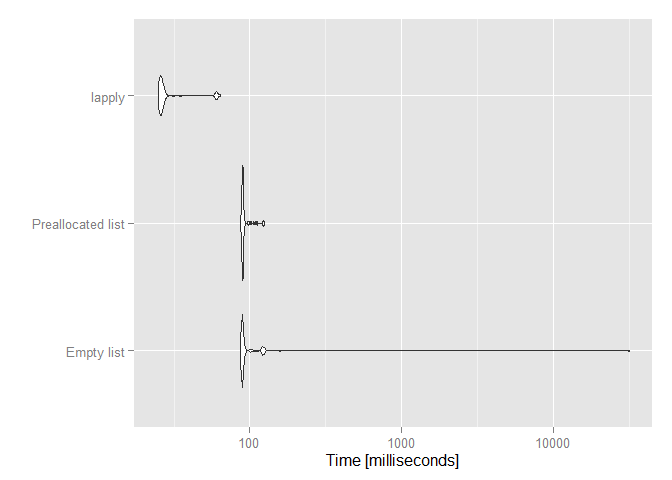 lapply
Preallocated list
Empty list
100
1000
10000
Time [milliseconds]